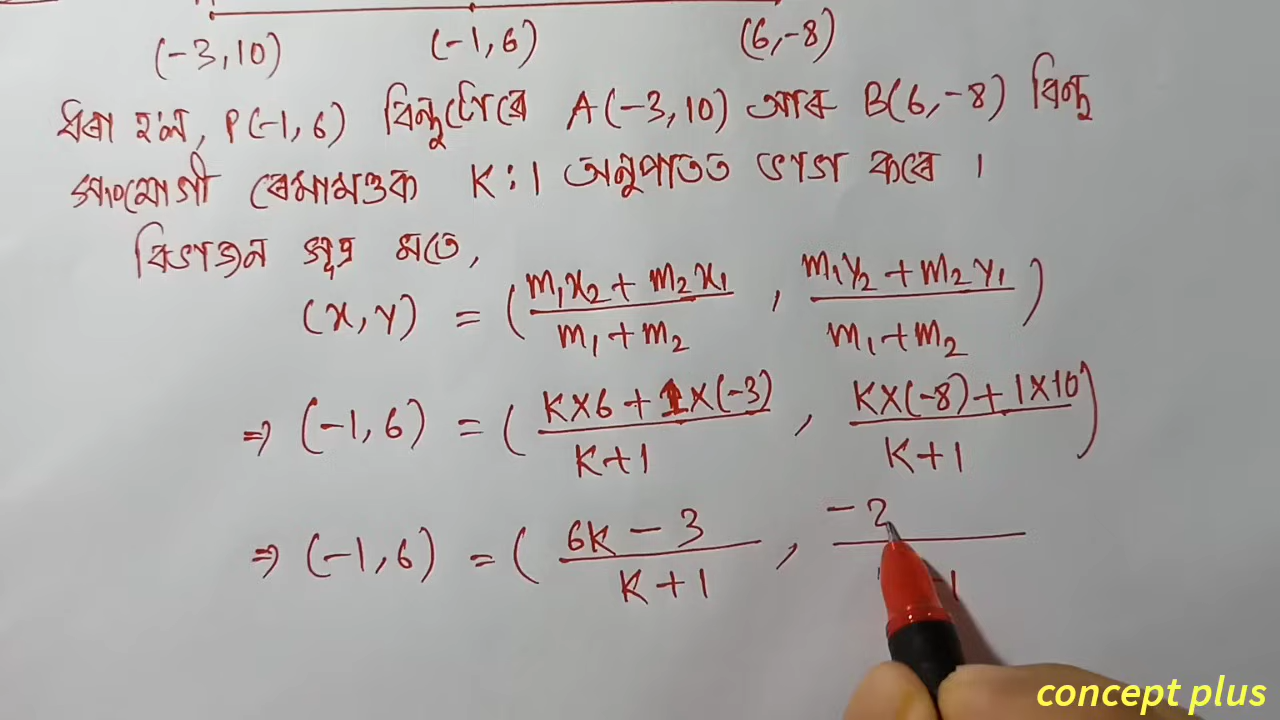 (-3,10) (-1,6) (6,-8)
ধৰা হ'ল, P(-1,6) বিন্দুটোৱে A(-3,10) আৰু B(6,-8) বিন্দু
সংযোগী ৰেখাখণ্ডক K:1 অনুপাতত ভাগ কৰে ।
বিভাজন সূত্ৰ মতে,
(x,y) = (m₁x₂ + m₂x₁ / m₁+m₂ , m₁y₂ + m₂y₁ / m₁+m₂)
⇒ (-1,6) = (K×6 + 1×(-3) / K+1 , K×(-8) + 1×10 / K+1)
⇒ (-1,6) = (6K - 3 / K+1 , - 1
concept plus